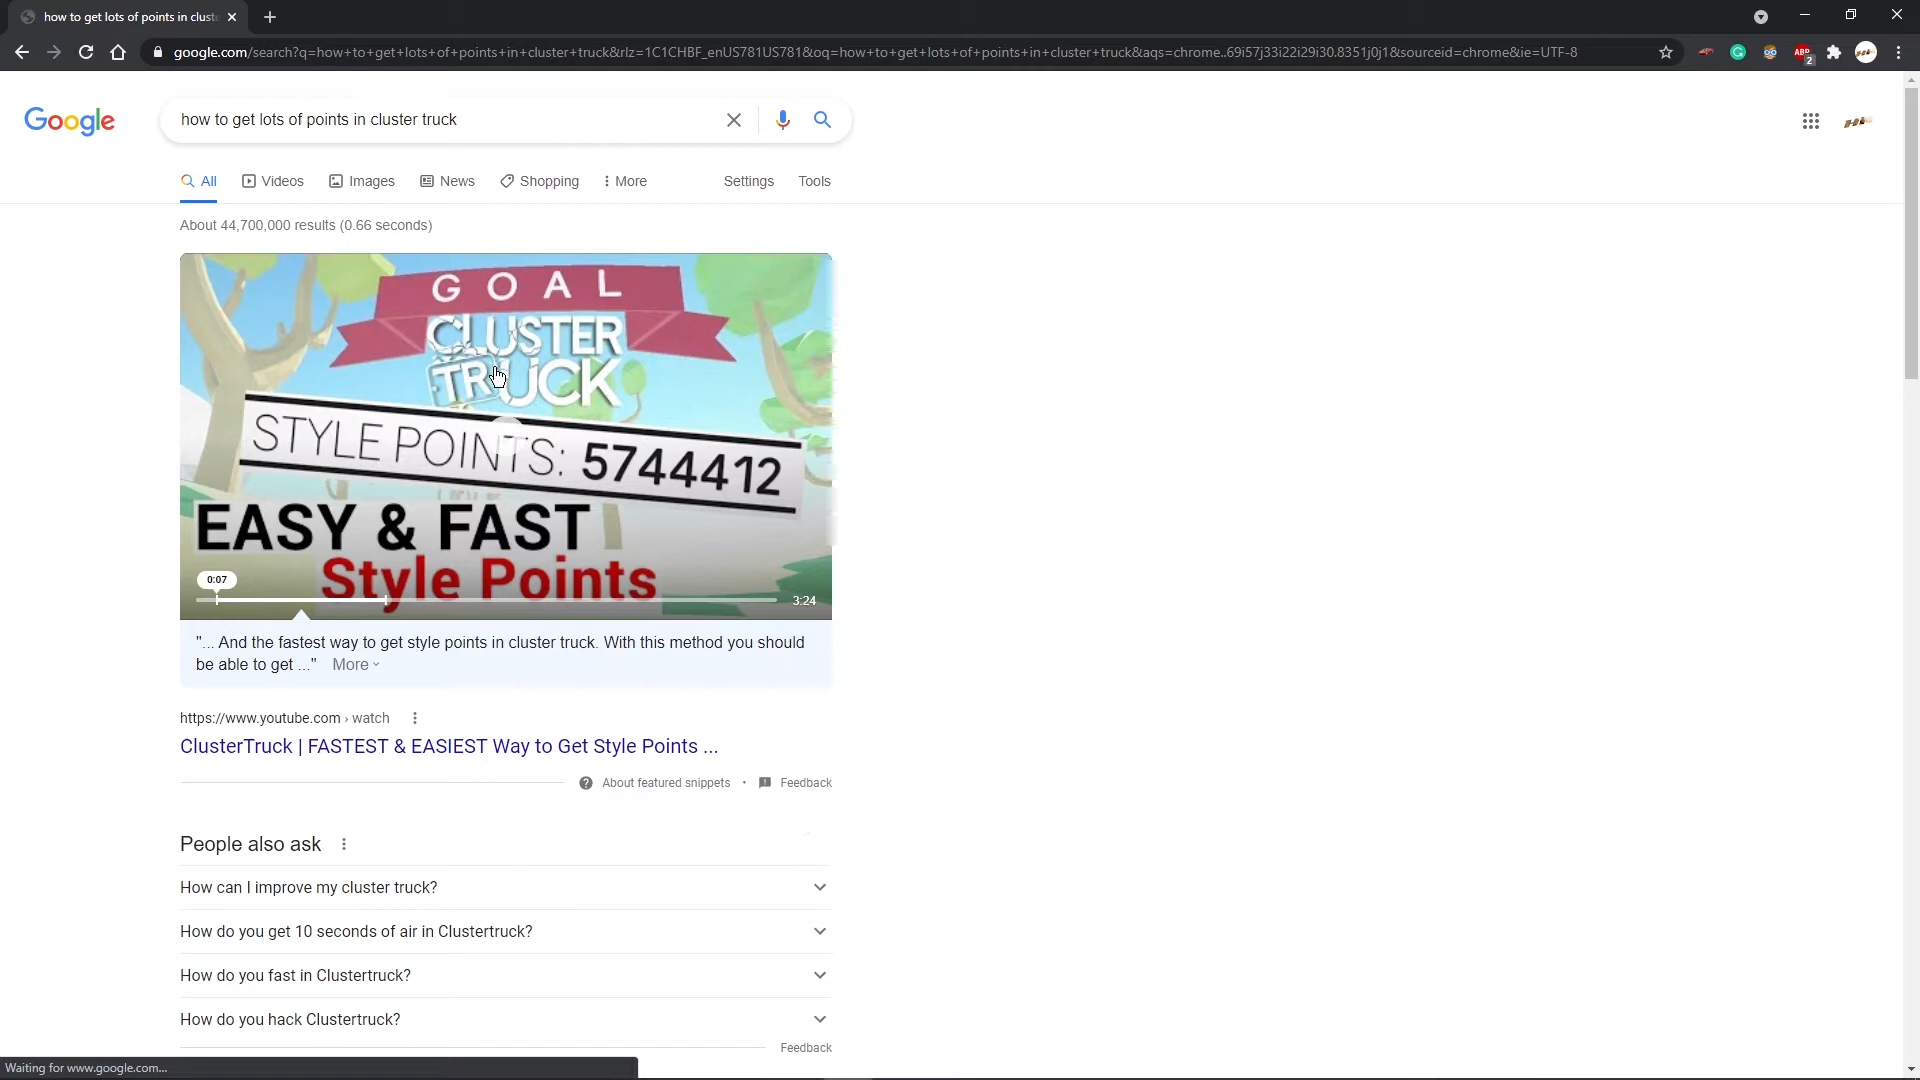 how to get lots of points in cluste
google.com/search?q=how+to+get+lots+of+points+in+cluster+truck&rlz=1C1CHBF_enUS781US781&oq=how+to+get+lots+of+points+in+cluster+truck&aqs=chrome..69i57j33i22i29i30.8351j0j1&sourceid=chrome&ie=UTF-8
ABP
2
Google
how to get lots of points in cluster truck
All
Videos
Images
News
Shopping
More
Settings
Tools
About 44,700,000 results (0.66 seconds)
GOAL
CLUSTER
TRUCK
STYLE POINTS: 5744412
EASY & FAST
Style Points
0:07
3:24
"... And the fastest way to get style points in cluster truck. With this method you should
be able to get ..." More
https://www.youtube.com › watch
ClusterTruck | FASTEST & EASIEST Way to Get Style Points ...
About featured snippets • Feedback
People also ask
How can I improve my cluster truck?
How do you get 10 seconds of air in Clustertruck?
How do you fast in Clustertruck?
How do you hack Clustertruck?
Feedback
Waiting for www.google.com...